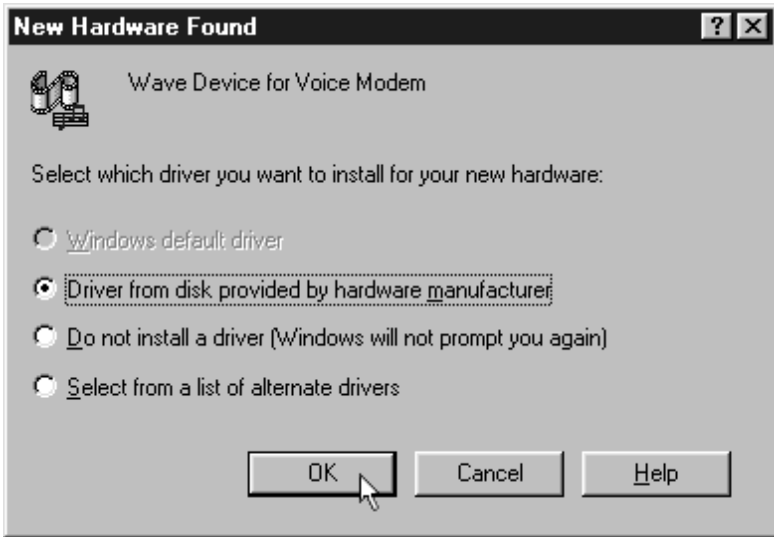 New Hardware Found
Wave Device for Voice Modem
Select which driver you want to install for your new hardware:
Windows default driver
Driver from disk provided by hardware manufacturer
Do not install a driver (Windows will not prompt you again)
Select from a list of alternate drivers
OK Cancel Help